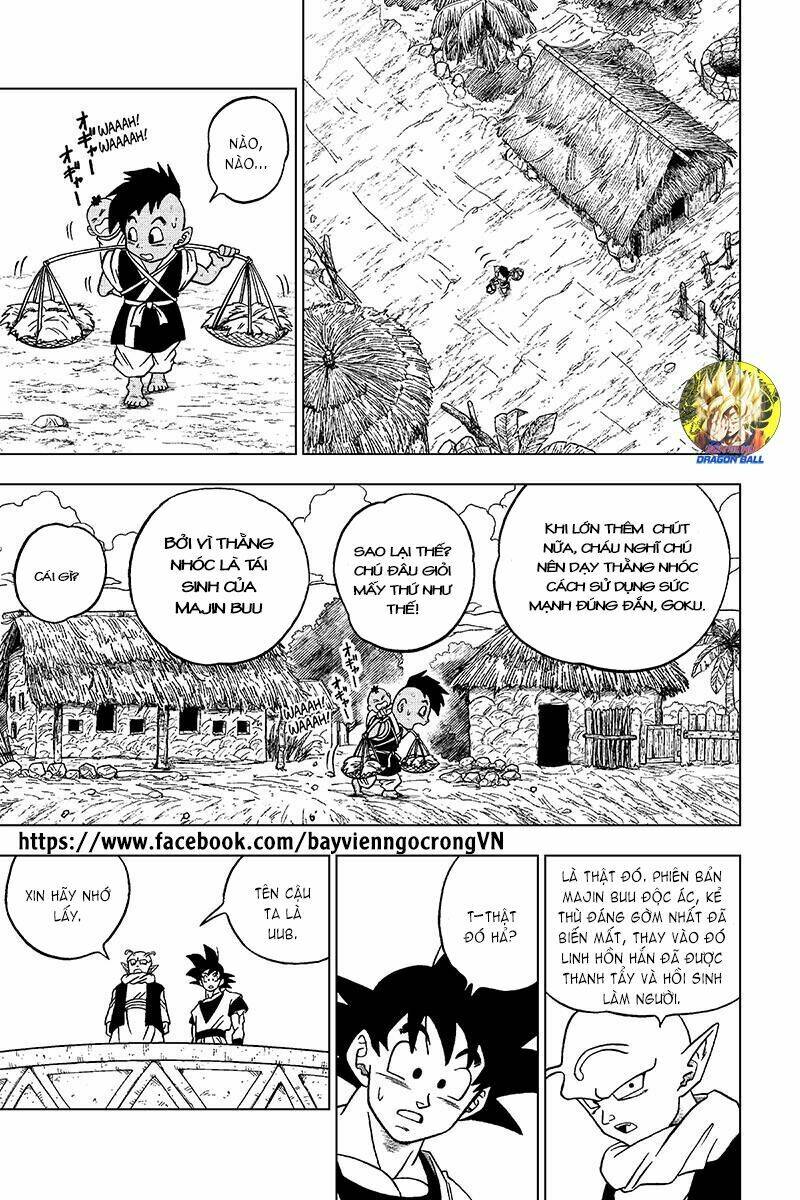 DRAGON BALL
NÀO,
NÀO...
WAAAH!
WAAAAH!
オギャー
オギャー
KHI LỚN THÊM CHÚT
NỮA, CHÁU NGHĨ CHÚ
NÊN DẠY THẰNG NHÓC
CÁCH SỬ DỤNG SỨC
MẠNH ĐÚNG ĐẮN, GOKU.
SAO LẠI THẾ?
CHÚ ĐÂU GIỎI
MẤY THỨ NHƯ
THẾ!
BỞI VÌ THẰNG
NHÓC LÀ TÁI
SINH CỦA
MAJIN BUU
CÁI GÌ?
オギャー
オギャー
WAAAH!
WAAAH!
https://www.facebook.com/bayvienngocrongVN
LÀ THẬT ĐÓ. PHIÊN BẢN
MAJIN BUU ĐỘC ÁC, KẺ
THÙ ĐÁNG GỜM NHẤT ĐÃ
BIẾN MẤT, THAY VÀO ĐÓ
LINH HỒN HẮN ĐÃ ĐƯỢC
THANH TẨY VÀ HỒI SINH
LÀM NGƯỜI.
T-THẬT
ĐÓ HẢ?
TÊN CẬU
TA LÀ
UUB.
XIN HÃY NHỚ
LẤY.